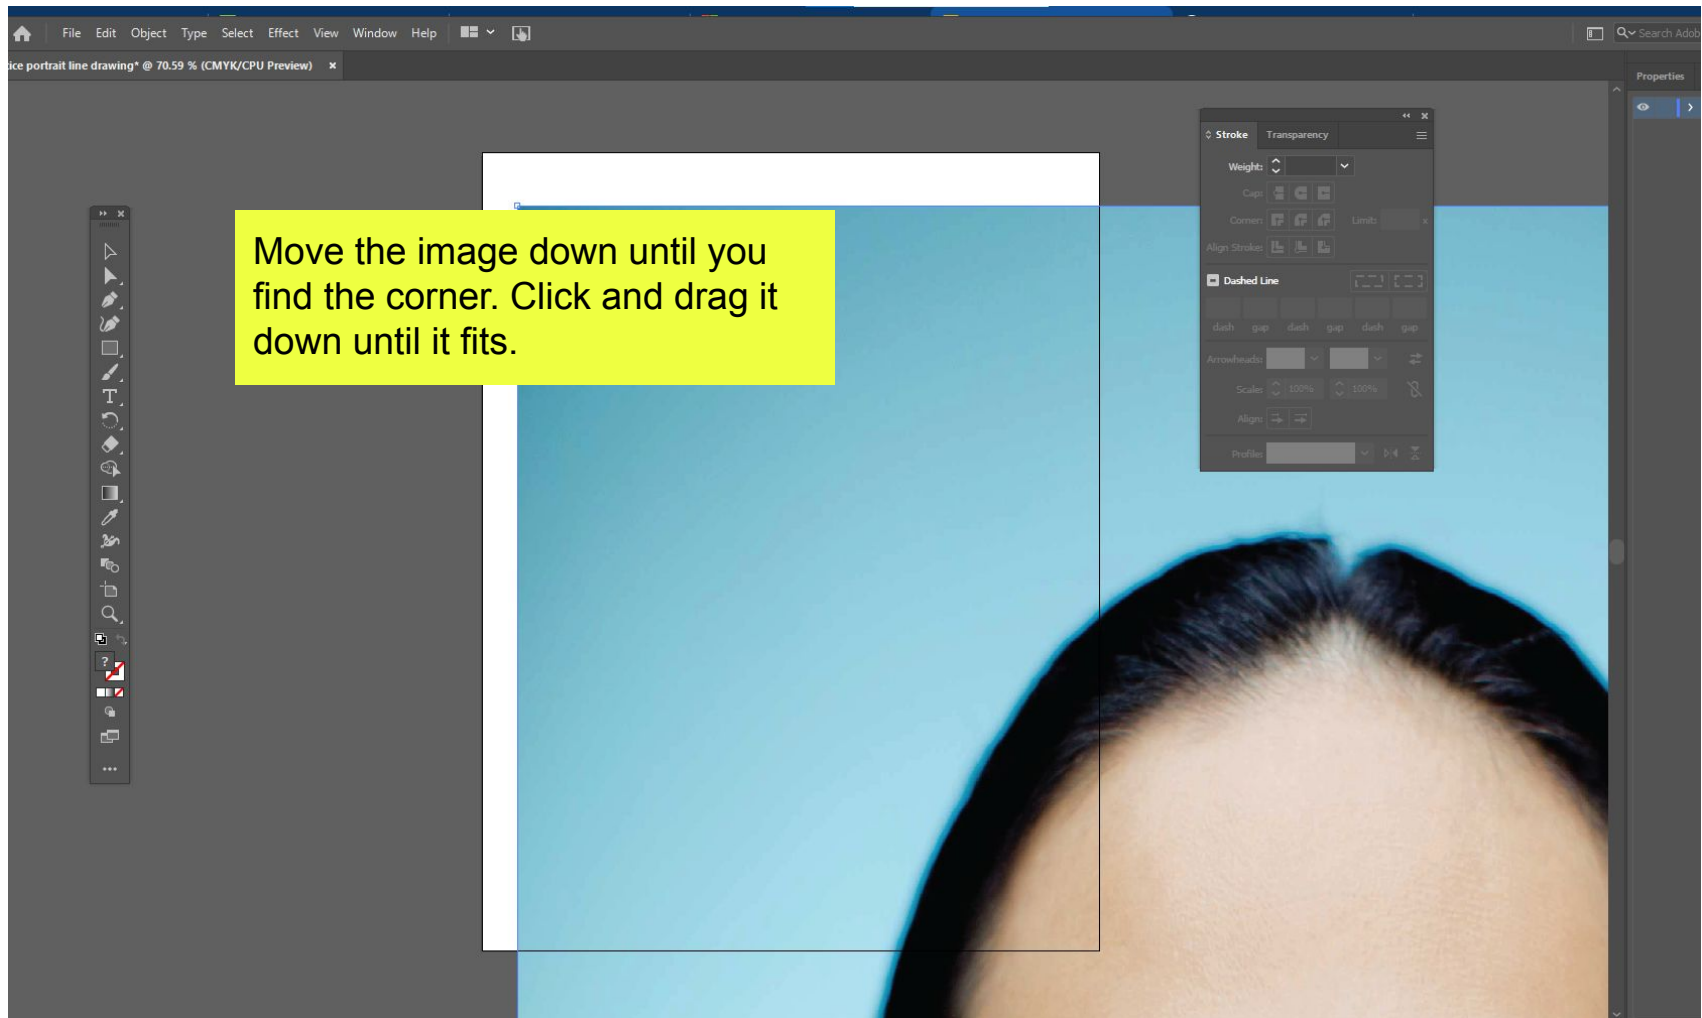 File Edit Object Type Select Effect View Window Help
Search Adob
ice portrait line drawing* @ 70.59 % (CMYK/CPU Preview) ×
Properties
Stroke Transparency
Weight:
Cap:
Corner: Limit: x
Align Stroke:
Dashed Line
dash gap dash gap dash gap
Arrowheads:
Scale: 100% 100%
Align:
Profile:
Move the image down until you
find the corner. Click and drag it
down until it fits.
?